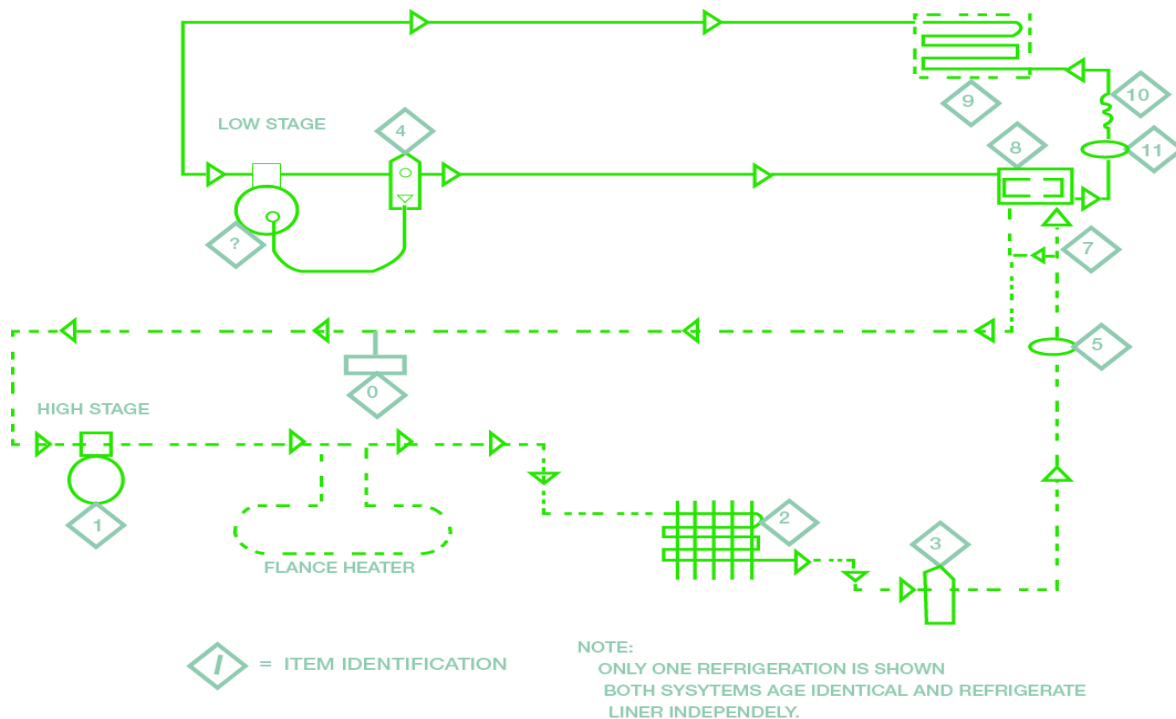 9
10
LOW STAGE
4
8
11
?
7
5
0
HIGH STAGE
1
2
3
FLANCE HEATER
I = ITEM IDENTIFICATION
NOTE:
ONLY ONE REFRIGERATION IS SHOWN
BOTH SYSYTEMS AGE IDENTICAL AND REFRIGERATE
LINER INDEPENDELY.